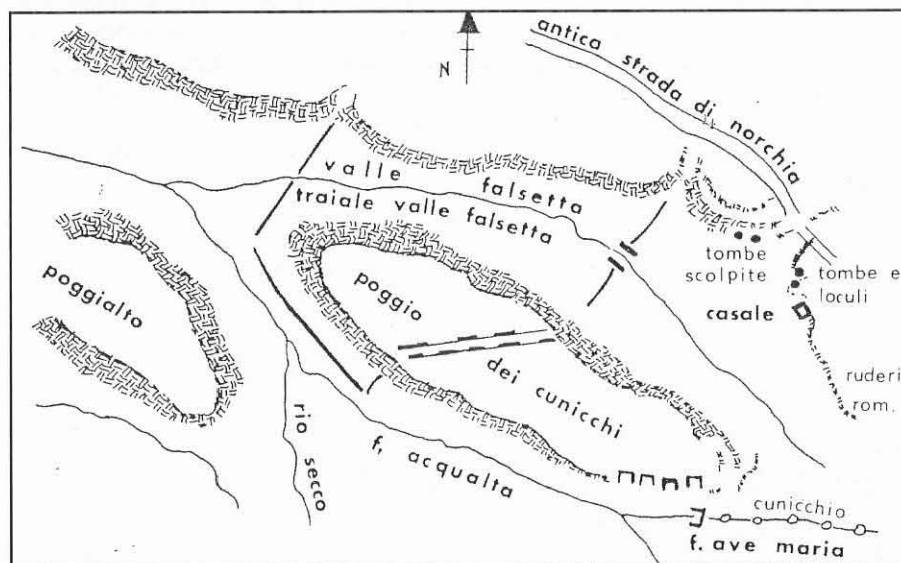 N
antica strada di norchia
valle falsetta
traiale valle falsetta
tombe
scolpite
tombe e
loculi
casale
poggio
dei cunicchi
poggialto
ruderi
rom.
rio
secco
f. acqualta
cunicchio
f. ave maria